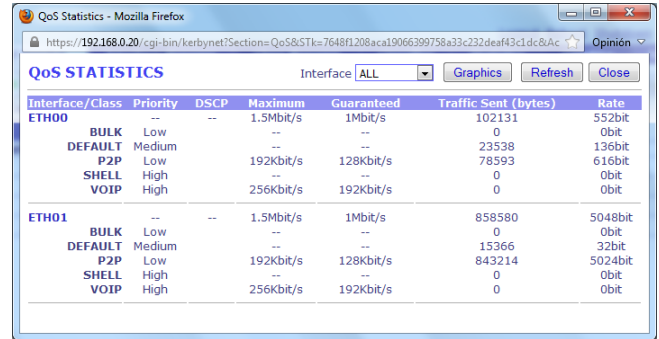 QoS Statistics - Mozilla Firefox
https://192.168.0.20/cgi-bin/kerbynet?Section=QoS&STk=7648f1208aca19066399758a33c232deaf43c1dc&Ac Opinión
QoS STATISTICS Interface ALL Graphics Refresh Close
Interface/Class Priority DSCP Maximum Guaranteed Traffic Sent (bytes) Rate
ETH00 -- -- 1.5Mbit/s 1Mbit/s 102131 552bit
BULK Low -- -- 0 0bit
DEFAULT Medium -- -- 23538 136bit
P2P Low 192Kbit/s 128Kbit/s 78593 616bit
SHELL High -- -- 0 0bit
VOIP High 256Kbit/s 192Kbit/s 0 0bit
ETH01 -- -- 1.5Mbit/s 1Mbit/s 858580 5048bit
BULK Low -- -- 0 0bit
DEFAULT Medium -- -- 15366 32bit
P2P Low 192Kbit/s 128Kbit/s 843214 5024bit
SHELL High -- -- 0 0bit
VOIP High 256Kbit/s 192Kbit/s 0 0bit